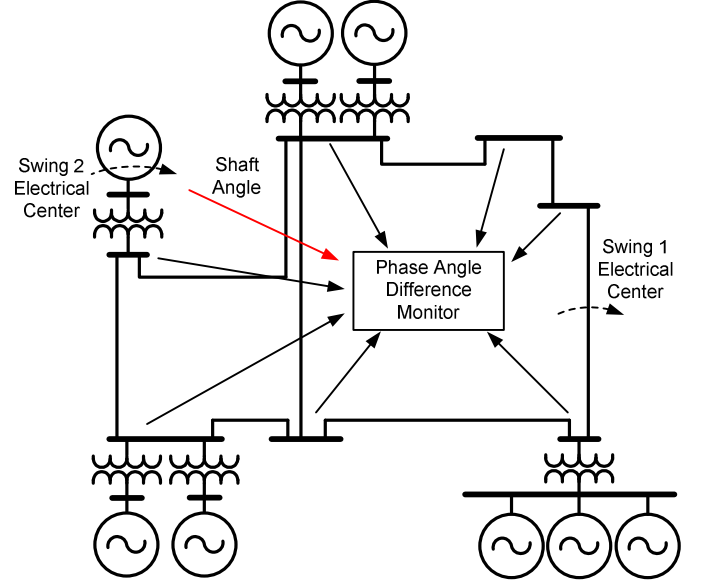 Swing 2
Electrical
Center
Shaft
Angle
Phase Angle
Difference
Monitor
Swing 1
Electrical
Center